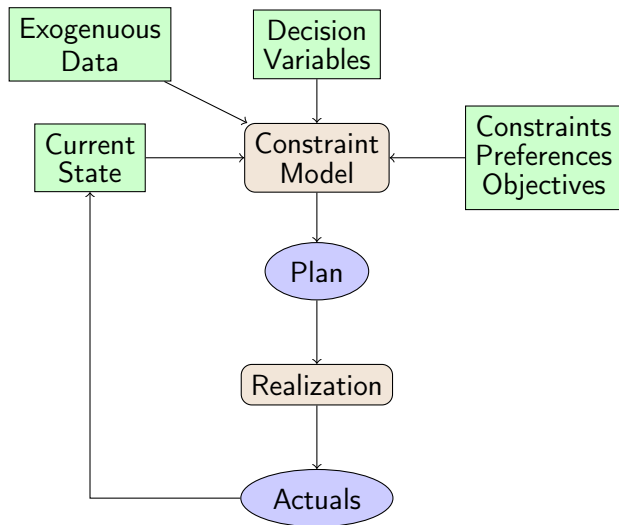 Exogenuous
Data
Decision
Variables
Current
State
Constraint
Model
Constraints
Preferences
Objectives
Plan
Realization
Actuals